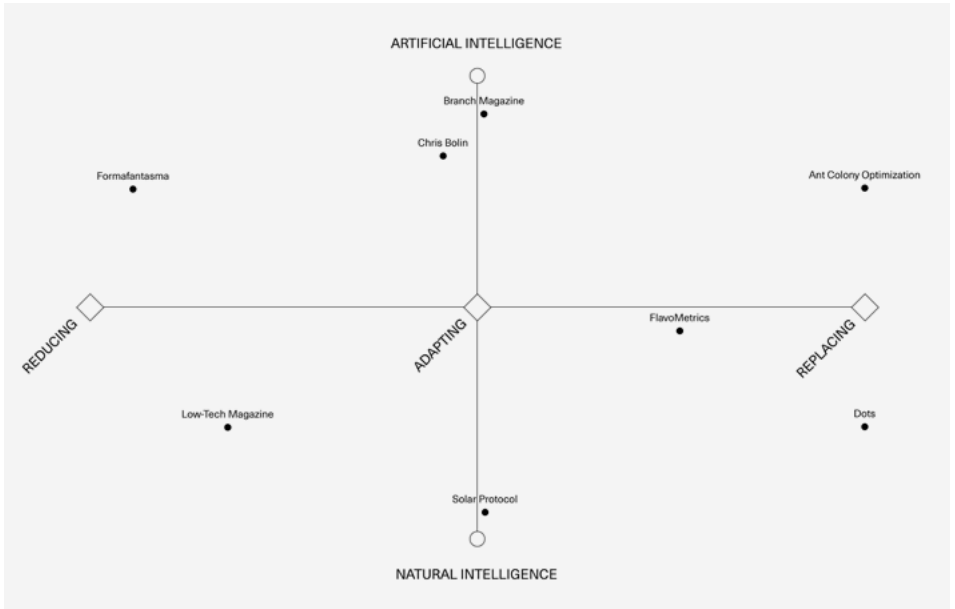 ARTIFICIAL INTELLIGENCE
Branch Magazine
Chris Bolin
Formafantasma
Ant Colony Optimization
REDUCING
ADAPTING
FlavoMetrics
REPLACING
Low-Tech Magazine
Dots
Solar Protocol
NATURAL INTELLIGENCE